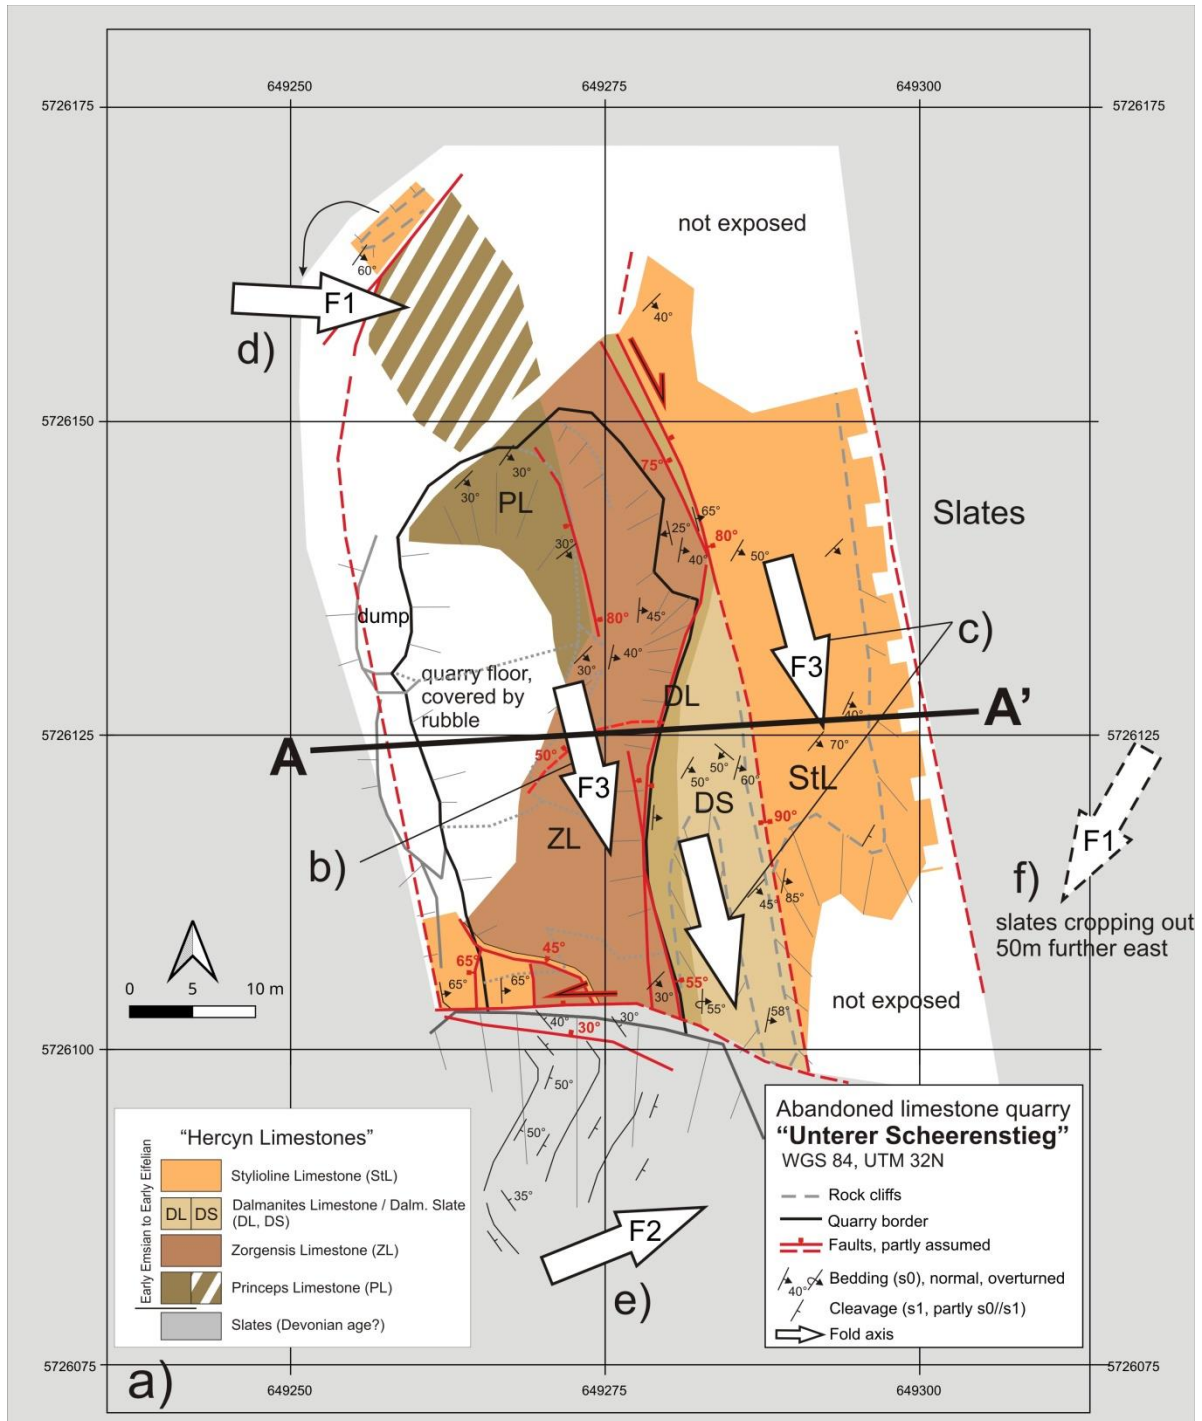 649250
649275
649300
5726175
5726175
not exposed
60°
F1
d)
40°
5726150
75°
30°
30°
PL
65°
25°
40°
80°
50°
Slates
30°
dump
80°
45°
40°
30°
c)
F3
quarry floor,
covered by
rubble
DL
A
A’
40°
5726125
5726125
50°
70°
50°
50°
60°
StL
DS
F3
90°
ZL
b)
F1
f)
45°
85°
slates cropping out
50m further east
0 5 10 m
65°
45°
65°
65°
30°
55°
55°
58°
not exposed
40°
30°
30°
5726100
50°
50°
35°
F2
e)
“Hercyn Limestones”
Early Emsian to Early Eifelian
Stylioline Limestone (StL)
DL DS
Dalmanites Limestone / Dalm. Slate
(DL, DS)
Zorgensis Limestone (ZL)
Princeps Limestone (PL)
Slates (Devonian age?)
Abandoned limestone quarry
“Unterer Scheerenstieg”
WGS 84, UTM 32N
Rock cliffs
Quarry border
Faults, partly assumed
40°
Bedding (s0), normal, overturned
Cleavage (s1, partly s0//s1)
Fold axis
a)
5726075
5726075
649250
649275
649300